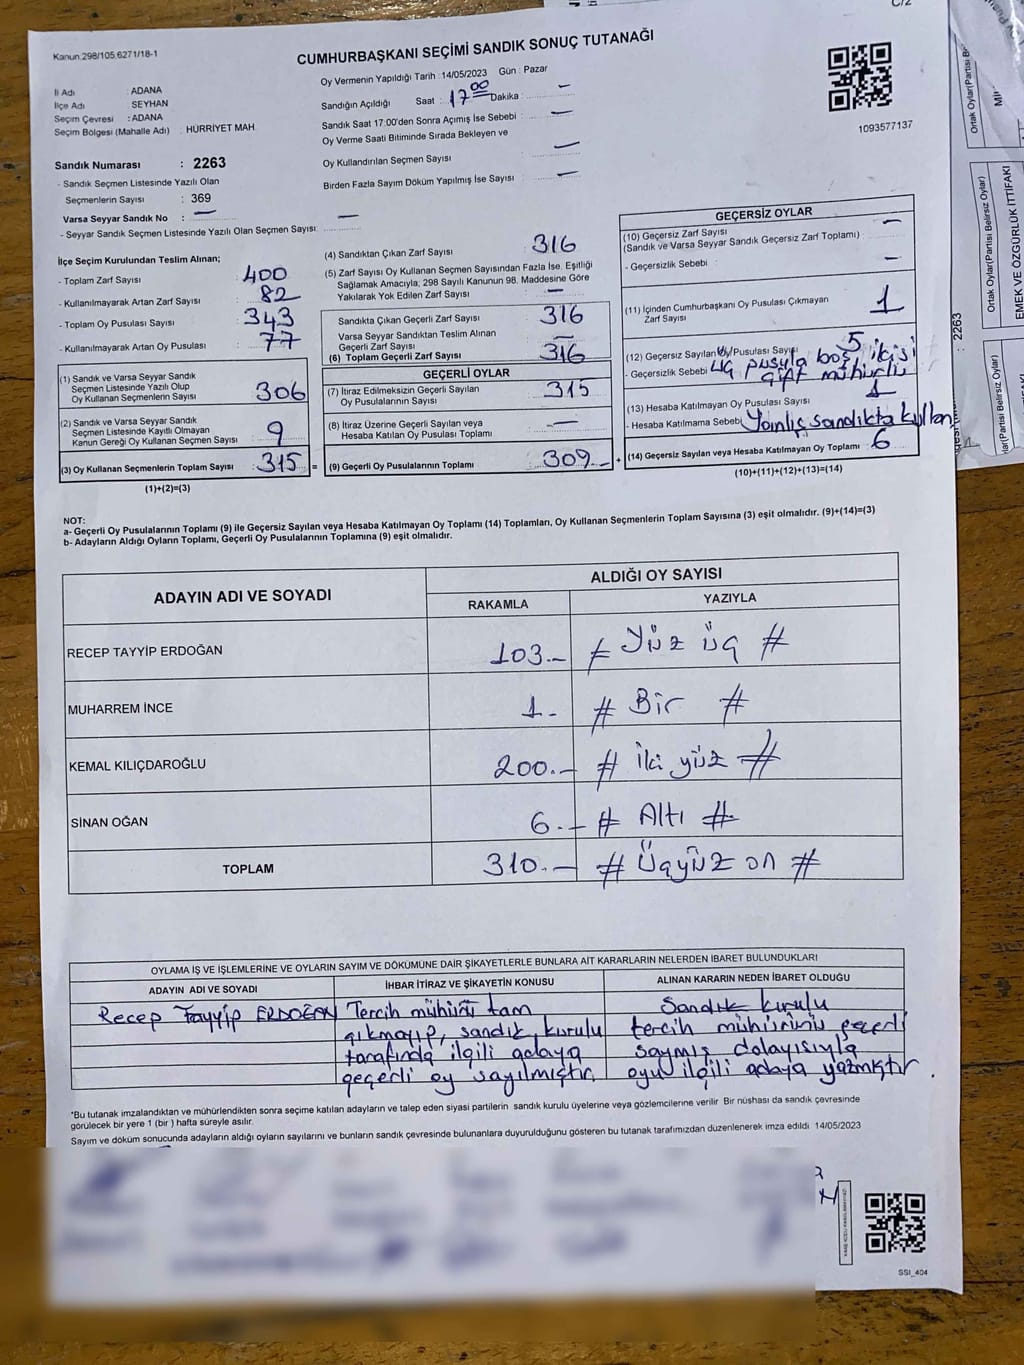 C/2
Kanun:298/105;6271/18-1
CUMHURBAŞKANI SEÇİMİ SANDIK SONUÇ TUTANAĞI
İl Adı : ADANA
İlçe Adı : SEYHAN
Seçim Çevresi : ADANA
Seçim Bölgesi (Mahalle Adı) : HÜRRİYET MAH
Oy Vermenin Yapıldığı Tarih : 14/05/2023 Gün : Pazar
Sandığın Açıldığı Saat : 17 00 Dakika : —
Sandık Saat 17:00'den Sonra Açımış İse Sebebi : —
Oy Verme Saati Bitiminde Sırada Bekleyen ve
Oy Kullandırılan Seçmen Sayısı —
Birden Fazla Sayım Döküm Yapılmış İse Sayısı : —
1093577137
Sandık Numarası : 2263
- Sandık Seçmen Listesinde Yazılı Olan
Seçmenlerin Sayısı : 369
Varsa Seyyar Sandık No : —
- Seyyar Sandık Seçmen Listesinde Yazılı Olan Seçmen Sayısı: —
İlçe Seçim Kurulundan Teslim Alınan;
- Toplam Zarf Sayısı : 400
- Kullanılmayarak Artan Zarf Sayısı : 82
- Toplam Oy Pusulası Sayısı : 343
- Kullanılmayarak Artan Oy Pusulası : 77
(1) Sandık ve Varsa Seyyar Sandık
Seçmen Listesinde Yazılı Olup
Oy Kullanan Seçmenlerin Sayısı : 306
(2) Sandık ve Varsa Seyyar Sandık
Seçmen Listesinde Kayıtlı Olmayan
Kanun Gereği Oy Kullanan Seçmen Sayısı : 9
(3) Oy Kullanan Seçmenlerin Toplam Sayısı : 315 =
(1)+(2)=(3)
(4) Sandıktan Çıkan Zarf Sayısı 316
(5) Zarf Sayısı Oy Kullanan Seçmen Sayısından Fazla İse, Eşitliği
Sağlamak Amacıyla, 298 Sayılı Kanunun 98. Maddesine Göre
Yakılarak Yok Edilen Zarf Sayısı : —
Sandıkta Çıkan Geçerli Zarf Sayısı : 316
Varsa Seyyar Sandıktan Teslim Alınan
Geçerli Zarf Sayısı : —
(6) Toplam Geçerli Zarf Sayısı : 316
GEÇERLİ OYLAR
(7) İtiraz Edilmeksizin Geçerli Sayılan
Oy Pusulalarının Sayısı : 315
(8) İtiraz Üzerine Geçerli Sayılan veya
Hesaba Katılan Oy Pusulası Toplamı : —
(9) Geçerli Oy Pusulalarının Toplamı : 309.- +
GEÇERSİZ OYLAR
(10) Geçersiz Zarf Sayısı
(Sandık ve Varsa Seyyar Sandık Geçersiz Zarf Toplamı) : —
- Geçersizlik Sebebi : —
(11) İçinden Cumhurbaşkanı Oy Pusulası Çıkmayan
Zarf Sayısı 1
(12) Geçersiz Sayılan Oy Pusulası Sayısı 5
- Geçersizlik Sebebi üç pusula boş ikisi
çift mühürlü
(13) Hesaba Katılmayan Oy Pusulası Sayısı 1
- Hesaba Katılmama Sebebi Yanlış sandıkta kullan
(14) Geçersiz Sayılan veya Hesaba Katılmayan Oy Toplamı : 6
(10)+(11)+(12)+(13)=(14)
NOT:
a- Geçerli Oy Pusulalarının Toplamı (9) ile Geçersiz Sayılan veya Hesaba Katılmayan Oy Toplamı (14) Toplamları, Oy Kullanan Seçmenlerin Toplam Sayısına (3) eşit olmalıdır. (9)+(14)=(3)
b- Adayların Aldığı Oyların Toplamı, Geçerli Oy Pusulalarının Toplamına (9) eşit olmalıdır.
ADAYIN ADI VE SOYADI
ALDIĞI OY SAYISI
RAKAMLA YAZIYLA
RECEP TAYYİP ERDOĞAN 103.- # Yüz üç #
MUHARREM İNCE 1.- # Bir #
KEMAL KILIÇDAROĞLU 200.- # İki yüz #
SİNAN OĞAN 6.- # Altı #
TOPLAM 310.- # Üçyüz on #
OYLAMA İŞ VE İŞLEMLERİNE VE OYLARIN SAYIM VE DÖKÜMÜNE DAİR ŞİKAYETLERLE BUNLARA AİT KARARLARIN NELERDEN İBARET BULUNDUKLARI
ADAYIN ADI VE SOYADI İHBAR İTİRAZ VE ŞİKAYETİN KONUSU ALINAN KARARIN NEDEN İBARET OLDUĞU
Recep Tayyip ERDOĞAN Tercih mühürü tam Sandık kurulu
çıkmayıp, sandık kurulu tercih mühürünü geçerli
tarafında ilgili adaya saymış dolayısıyla
geçerli oy sayılmıştır. oyu ilgili adaya yazmıştır.
*Bu tutanak imzalandıktan ve mühürlendikten sonra seçime katılan adayların ve talep eden siyasi partilerin sandık kurulu üyelerine veya gözlemcilerine verilir Bir nüshası da sandık çevresinde
görülecek bir yere 1 (bir ) hafta süreyle asılır.
Sayım ve döküm sonucunda adayların aldığı oyların sayılarını ve bunların sandık çevresinde bulunanlara duyurulduğunu gösteren bu tutanak tarafımızdan düzenlenerek imza edildi 14/05/2023
SSI_404
Ortak Oylar(Partisi B
Mİ
Ortak Oylar(Partisi Belirsiz Oylar)
EMEK VE ÖZGÜRLÜK İTTİFAKI
: 2263
lar(Partisi Belirsiz Oylar)